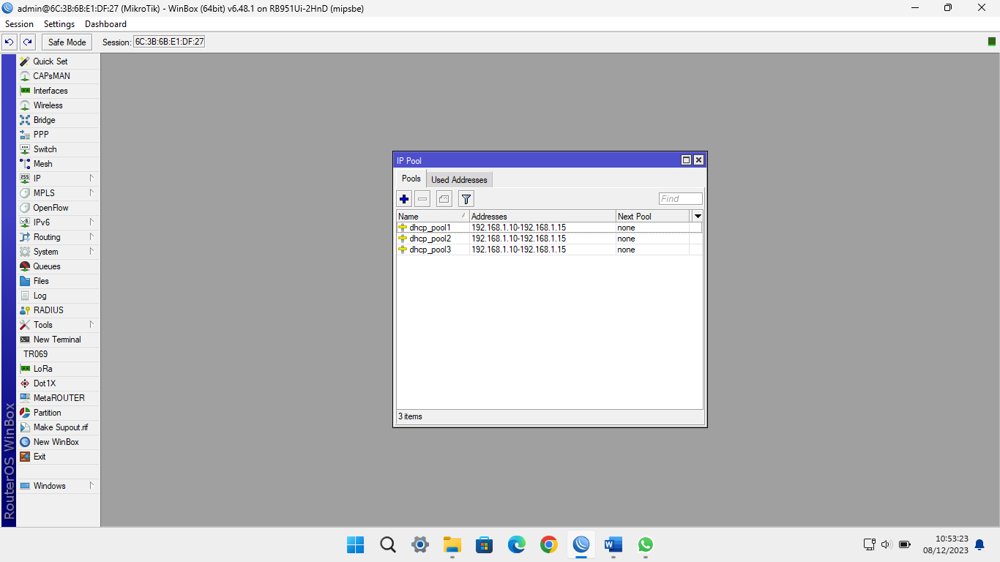 admin@6C:3B:6B:E1:DF:27 (MikroTik) - WinBox (64bit) v6.48.1 on RB951Ui-2HnD (mipsbe)
Session Settings Dashboard
Safe Mode Session: 6C:3B:6B:E1:DF:27
Quick Set
CAPsMAN
Interfaces
Wireless
Bridge
PPP
Switch
Mesh
IP
MPLS
OpenFlow
IPv6
Routing
System
Queues
Files
Log
RADIUS
Tools
New Terminal
TR069
LoRa
Dot1X
MetaROUTER
Partition
Make Supout.rif
New WinBox
Exit
Windows
RouterOS WinBox
IP Pool
Pools Used Addresses
Find
Name Addresses Next Pool
dhcp_pool1 192.168.1.10-192.168.1.15 none
dhcp_pool2 192.168.1.10-192.168.1.15 none
dhcp_pool3 192.168.1.10-192.168.1.15 none
3 items
10:53:23
08/12/2023